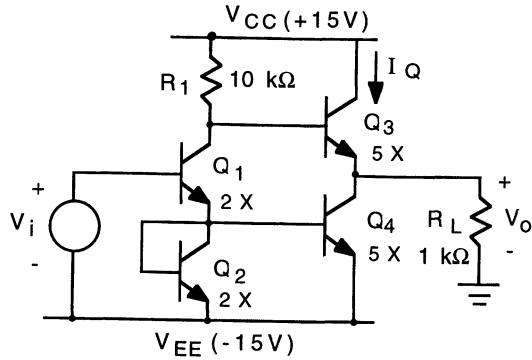 V_CC (+15V)
R_1 10 kΩ
I_Q
Q_3
5 X
+
V_i
-
Q_1
2 X
Q_2
2 X
Q_4
5 X
R_L
1 kΩ
+
V_o
-
V_EE (-15V)